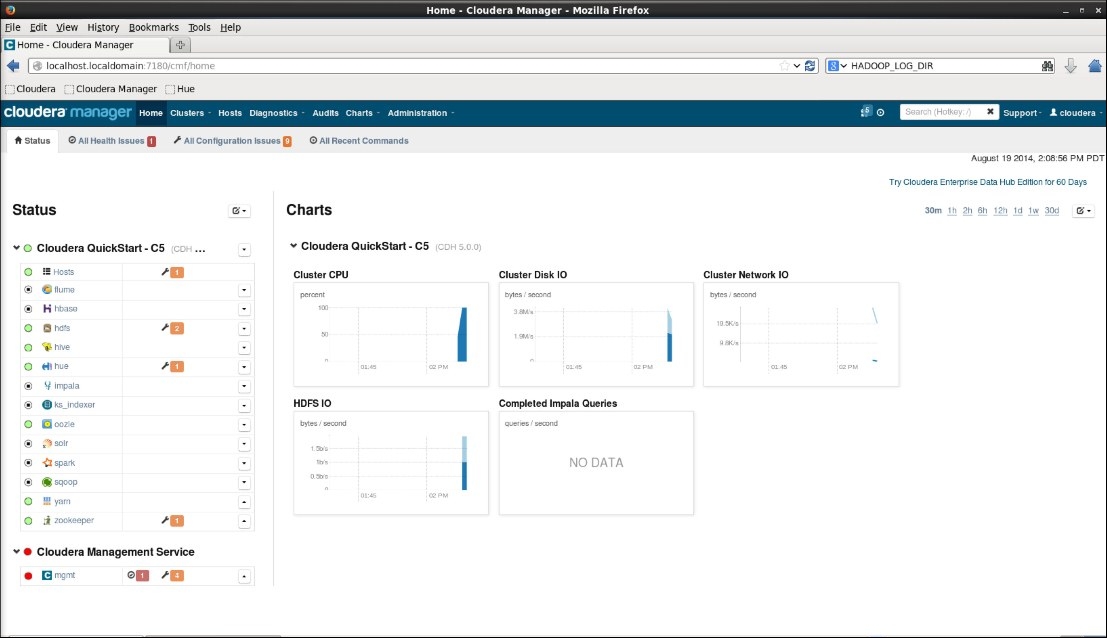 Home - Cloudera Manager - Mozilla Firefox
File Edit View History Bookmarks Tools Help
Home - Cloudera Manager
localhost.localdomain:7180/cmf/home
HADOOP_LOG_DIR
Cloudera Cloudera Manager Hue
cloudera manager Home Clusters Hosts Diagnostics Audits Charts Administration
Search (Hotkey: /) Support cloudera
Status All Health Issues 1 All Configuration Issues 9 All Recent Commands
August 19 2014, 2:08:56 PM PDT
Try Cloudera Enterprise Data Hub Edition for 60 Days
Status
Cloudera QuickStart - C5 (CDH ...
Hosts 1
flume
hbase
hdfs 2
hive
hue 1
impala
ks_indexer
oozie
solr
spark
sqoop
yarn
zookeeper 1
Cloudera Management Service
mgmt 1 4
Charts
30m 1h 2h 6h 12h 1d 1w 30d
Cloudera QuickStart - C5 (CDH 5.0.0)
Cluster CPU
percent
100
50
0
01:45 02 PM
Cluster Disk IO
bytes / second
3.8M/s
1.9M/s
0
01:45 02 PM
Cluster Network IO
bytes / second
9.8K/s
01:45 02 PM
HDFS IO
bytes / second
1.5b/s
1b/s
0.5b/s
0
01:45 02 PM
Completed Impala Queries
queries / second
NO DATA